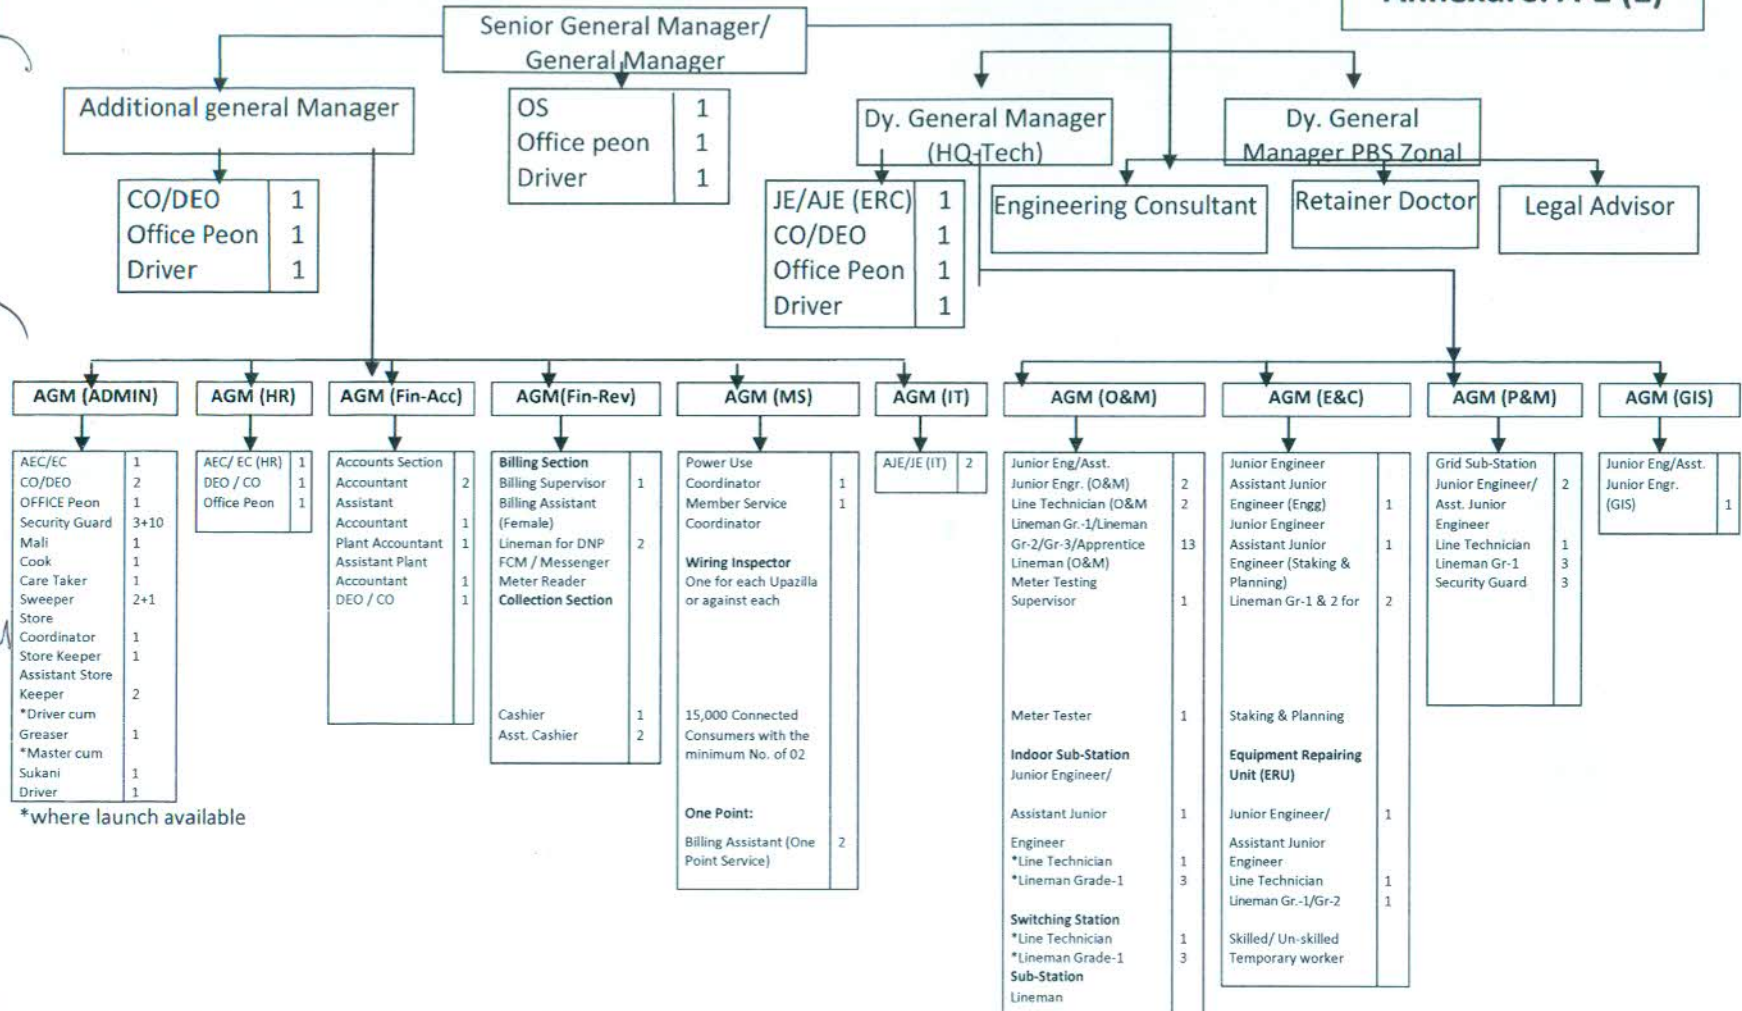 Annexure: A-2 (2)
Senior General Manager/
General Manager
Additional general Manager
OS 1
Office peon 1
Driver 1
Dy. General Manager
(HQ-Tech)
Dy. General
Manager PBS Zonal
CO/DEO 1
Office Peon 1
Driver 1
JE/AJE (ERC) 1
CO/DEO 1
Office Peon 1
Driver 1
Engineering Consultant
Retainer Doctor
Legal Advisor
AGM (ADMIN)
AEC/EC 1
CO/DEO 2
OFFICE Peon 1
Security Guard 3+10
Mali 1
Cook 1
Care Taker 1
Sweeper 2+1
Store
Coordinator 1
Store Keeper 1
Assistant Store
Keeper 2
*Driver cum
Greaser 1
*Master cum
Sukani 1
Driver 1
*where launch available
AGM (HR)
AEC/ EC (HR) 1
DEO / CO 1
Office Peon 1
AGM (Fin-Acc)
Accounts Section
Accountant 2
Assistant
Accountant 1
Plant Accountant 1
Assistant Plant
Accountant 1
DEO / CO 1
AGM(Fin-Rev)
Billing Section
Billing Supervisor 1
Billing Assistant
(Female)
Lineman for DNP 2
FCM / Messenger
Meter Reader
Collection Section
Cashier 1
Asst. Cashier 2
AGM (MS)
Power Use
Coordinator 1
Member Service 1
Coordinator
Wiring Inspector
One for each Upazilla
or against each
15,000 Connected
Consumers with the
minimum No. of 02
One Point:
Billing Assistant (One 2
Point Service)
AGM (IT)
AJE/JE (IT) 2
AGM (O&M)
Junior Eng/Asst.
Junior Engr. (O&M) 2
Line Technician (O&M 2
Lineman Gr.-1/Lineman
Gr-2/Gr-3/Apprentice 13
Lineman (O&M)
Meter Testing
Supervisor 1
Meter Tester 1
Indoor Sub-Station
Junior Engineer/
Assistant Junior 1
Engineer
*Line Technician 1
*Lineman Grade-1 3
Switching Station
*Line Technician 1
*Lineman Grade-1 3
Sub-Station
Lineman
AGM (E&C)
Junior Engineer
Assistant Junior
Engineer (Engg) 1
Junior Engineer
Assistant Junior 1
Engineer (Staking &
Planning)
Lineman Gr-1 & 2 for 2
Staking & Planning
Equipment Repairing
Unit (ERU)
Junior Engineer/ 1
Assistant Junior
Engineer
Line Technician 1
Lineman Gr.-1/Gr-2 1
Skilled/ Un-skilled
Temporary worker
AGM (P&M)
Grid Sub-Station
Junior Engineer/ 2
Asst. Junior
Engineer
Line Technician 1
Lineman Gr-1 3
Security Guard 3
AGM (GIS)
Junior Eng/Asst.
Junior Engr.
(GIS) 1